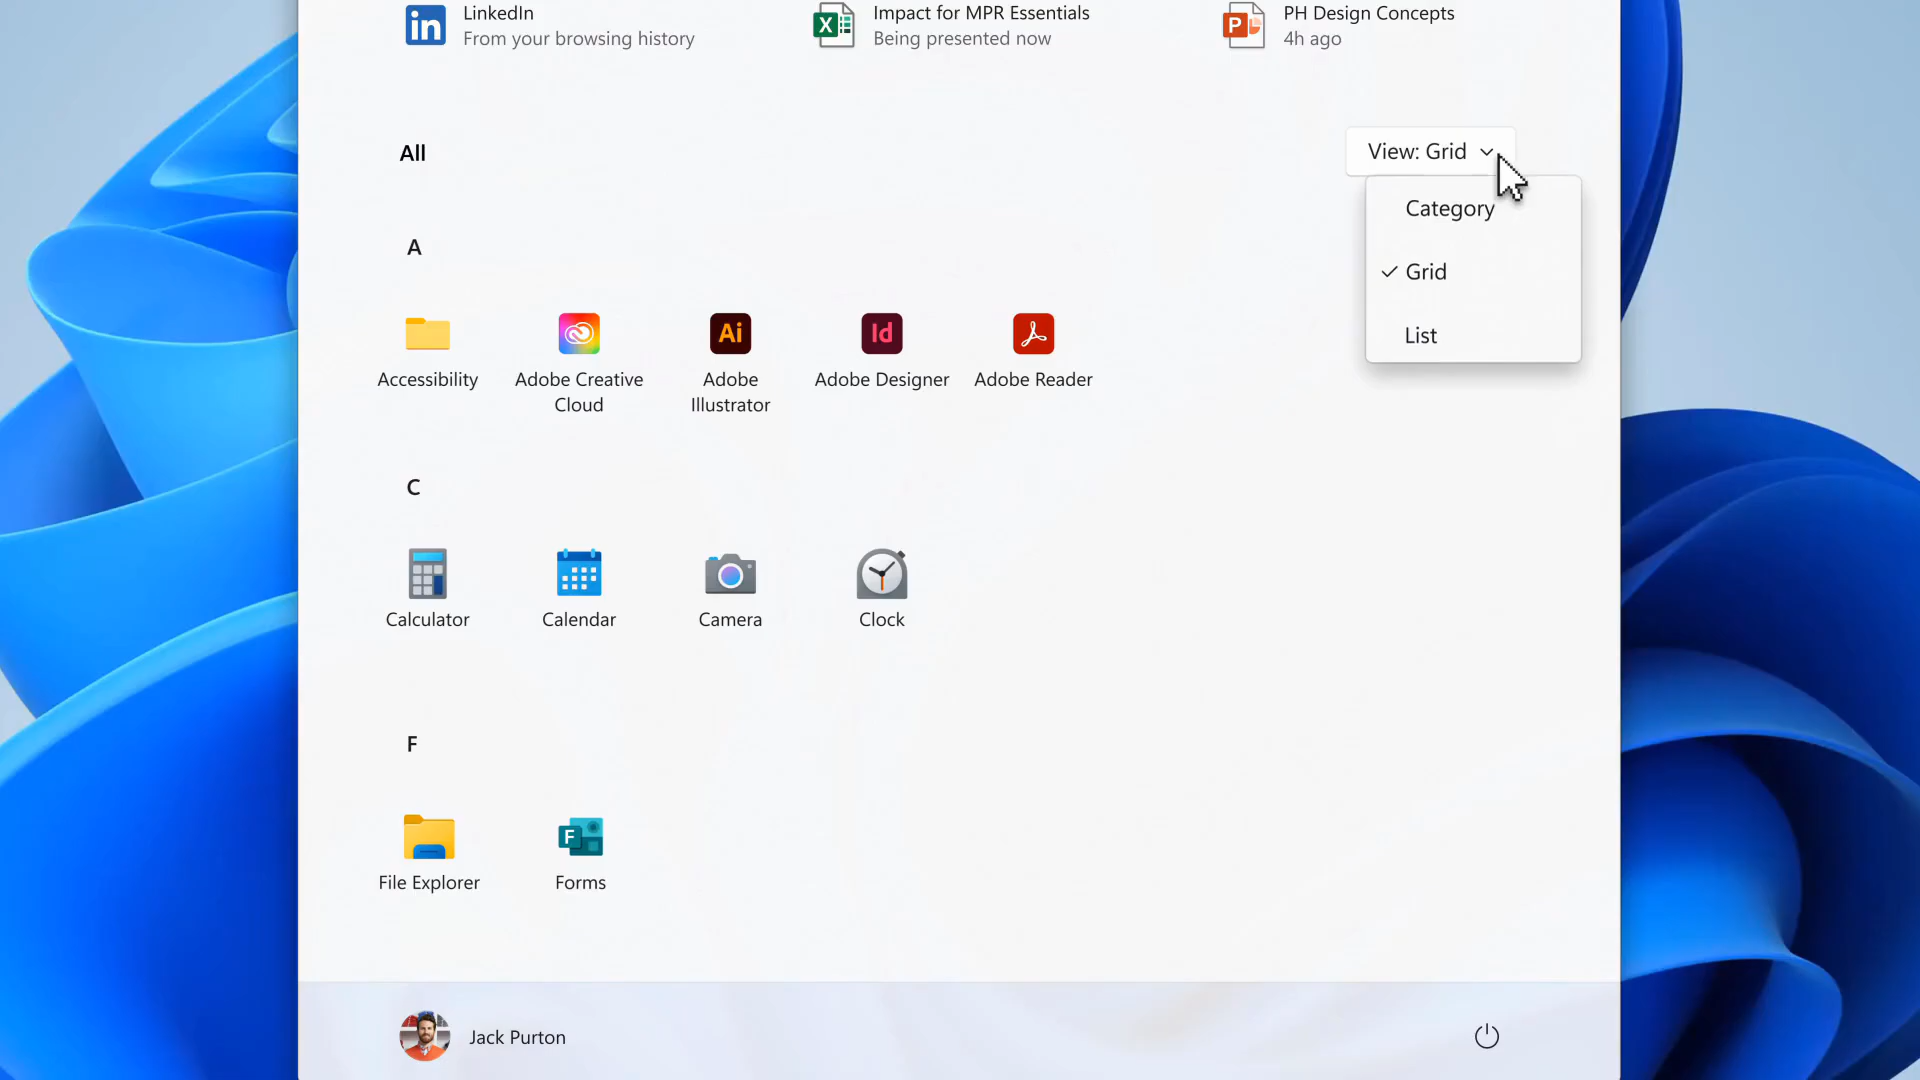 LinkedIn
From your browsing history
Impact for MPR Essentials
Being presented now
PH Design Concepts
4h ago
All
View: Grid
Category
Grid
List
A
Accessibility
Adobe Creative
Cloud
Adobe
Illustrator
Adobe Designer
Adobe Reader
C
Calculator
Calendar
Camera
Clock
F
File Explorer
Forms
Jack Purton
in
X
P
Ai
Id
F